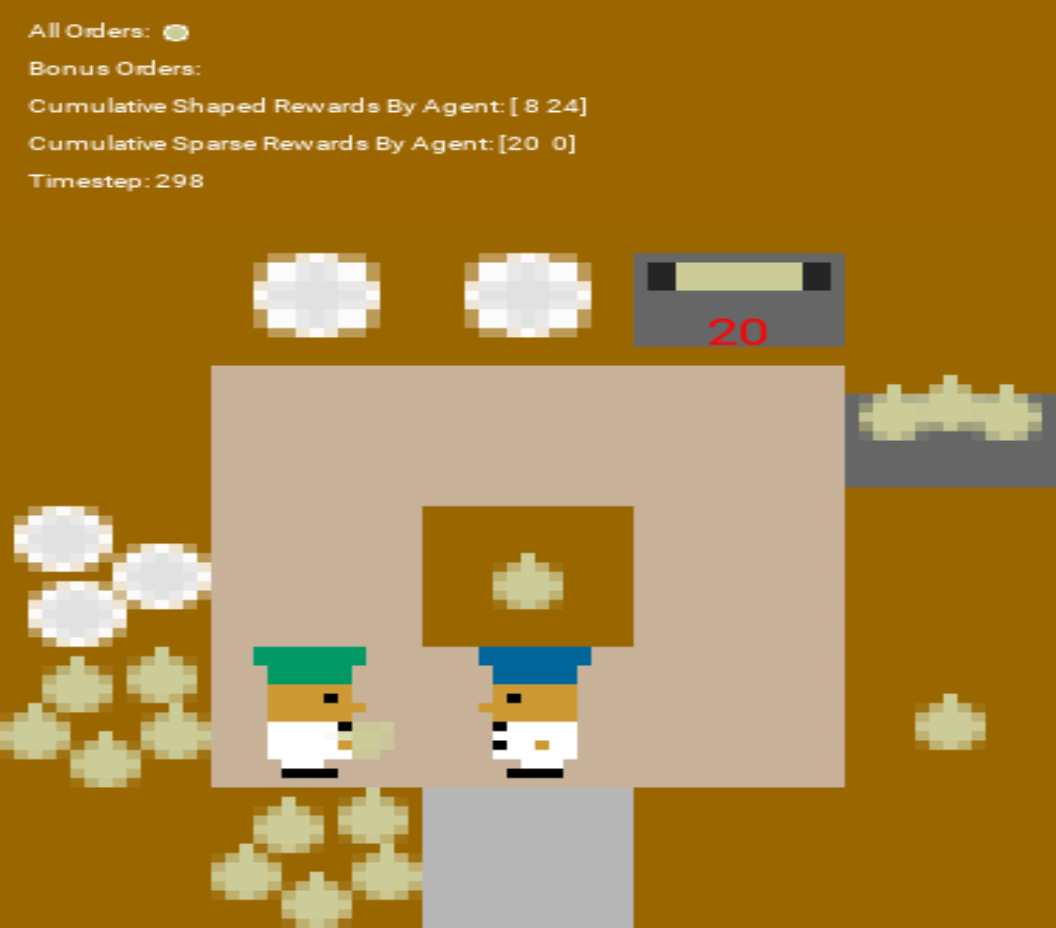 All Orders:
Bonus Orders:
Cumulative Shaped Rewards By Agent: [ 8 24]
Cumulative Sparse Rewards By Agent: [20  0]
Timestep: 298
20